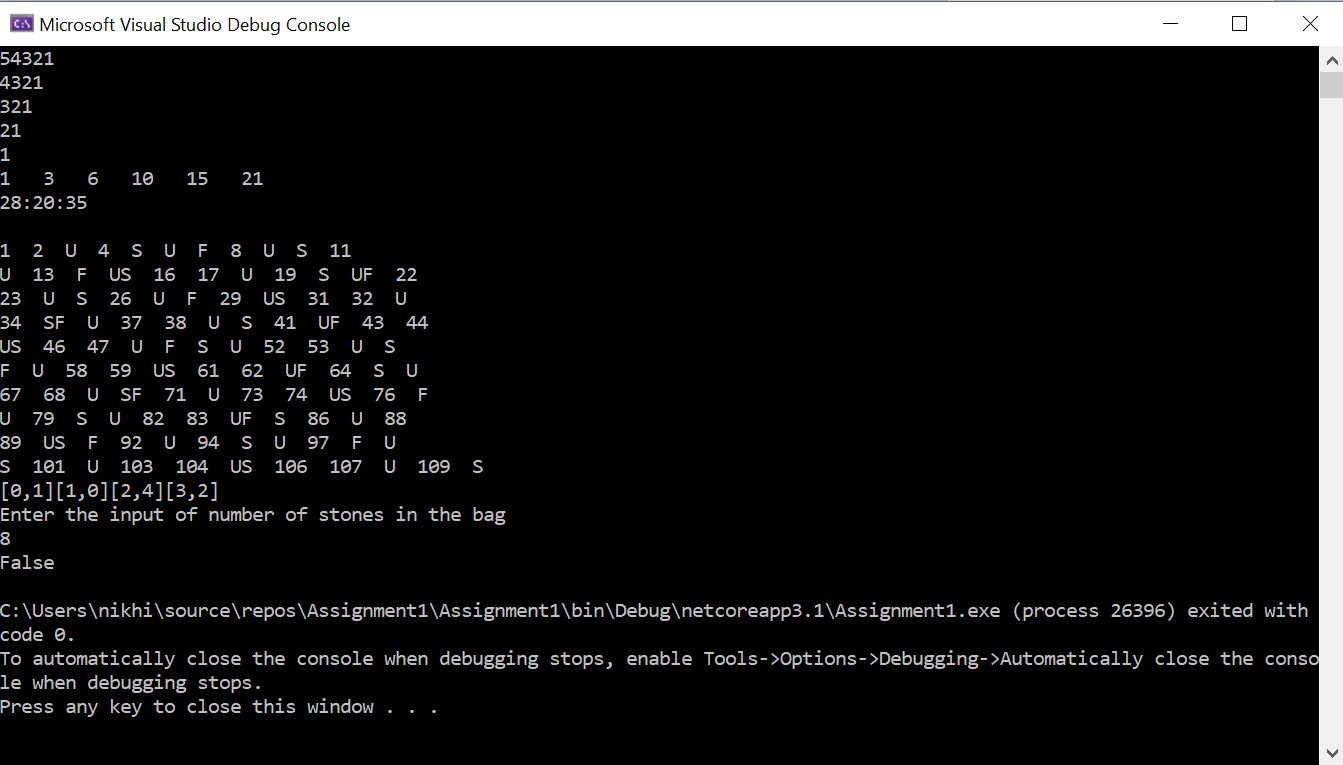 C:\ Microsoft Visual Studio Debug Console
54321
4321
321
21
1
1   3   6   10   15   21
28:20:35
1  2  U  4  S  U  F  8  U  S  11
U  13  F  US  16  17  U  19  S  UF  22
23  U  S  26  U  F  29  US  31  32  U
34  SF  U  37  38  U  S  41  UF  43  44
US  46  47  U  F  S  U  52  53  U  S
F  U  58  59  US  61  62  UF  64  S  U
67  68  U  SF  71  U  73  74  US  76  F
U  79  S  U  82  83  UF  S  86  U  88
89  US  F  92  U  94  S  U  97  F  U
S  101  U  103  104  US  106  107  U  109  S
[0,1][1,0][2,4][3,2]
Enter the input of number of stones in the bag
8
False
C:\Users\nikhi\source\repos\Assignment1\Assignment1\bin\Debug\netcoreapp3.1\Assignment1.exe (process 26396) exited with
code 0.
To automatically close the console when debugging stops, enable Tools->Options->Debugging->Automatically close the conso
le when debugging stops.
Press any key to close this window . . .